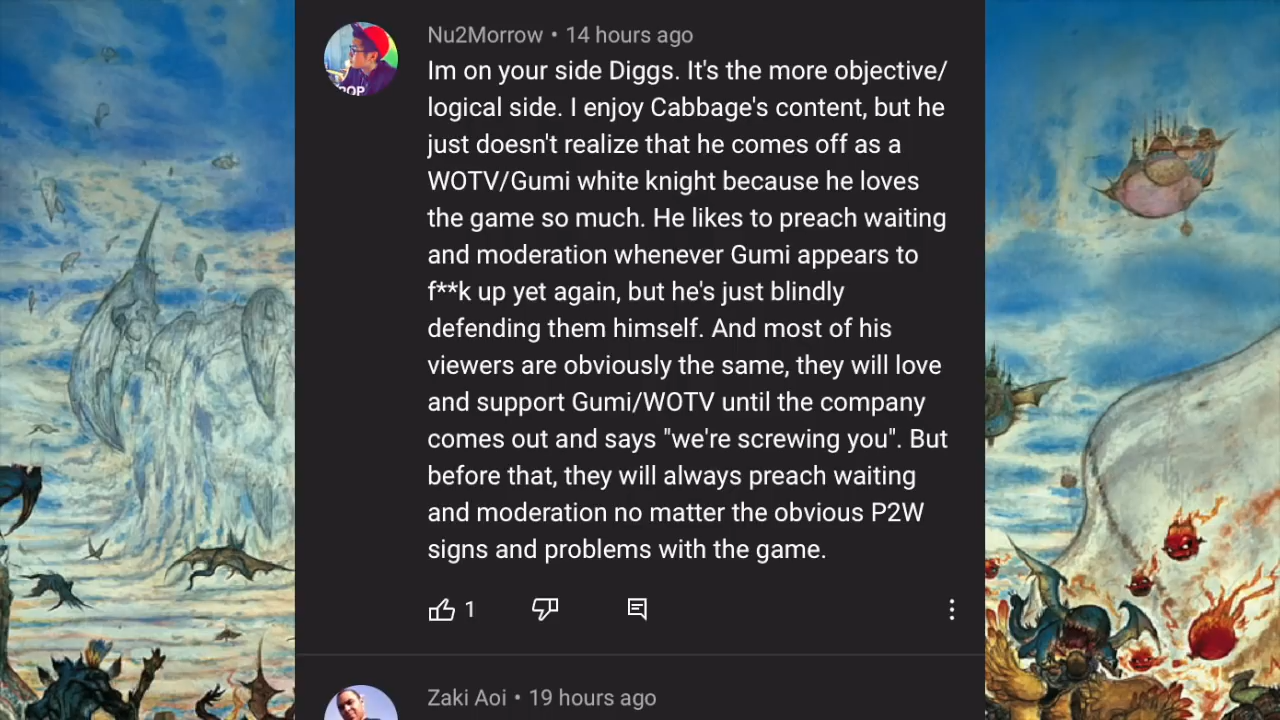 Nu2Morrow • 14 hours ago
Im on your side Diggs. It's the more objective/
logical side. I enjoy Cabbage's content, but he
just doesn't realize that he comes off as a
WOTV/Gumi white knight because he loves
the game so much. He likes to preach waiting
and moderation whenever Gumi appears to
f**k up yet again, but he's just blindly
defending them himself. And most of his
viewers are obviously the same, they will love
and support Gumi/WOTV until the company
comes out and says "we're screwing you". But
before that, they will always preach waiting
and moderation no matter the obvious P2W
signs and problems with the game.
1
Zaki Aoi • 19 hours ago